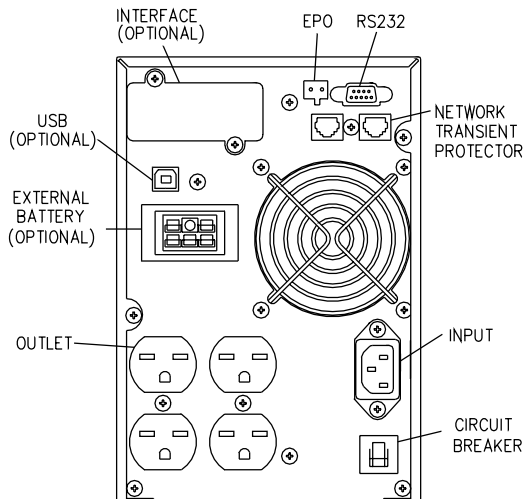 INTERFACE
(OPTIONAL)
EPO
RS232
NETWORK
TRANSIENT
PROTECTOR
USB
(OPTIONAL)
EXTERNAL
BATTERY
(OPTIONAL)
OUTLET
INPUT
CIRCUIT
BREAKER